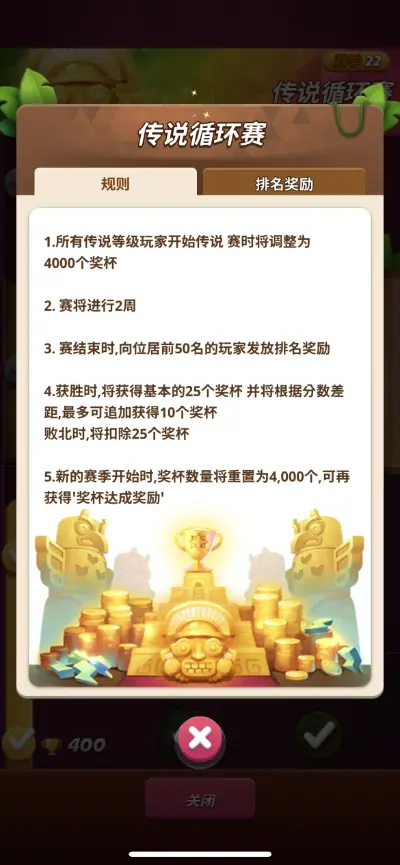 赛季 22
传说循环赛
传说循环赛
规则
排名奖励
1.所有传说等级玩家开始传说 赛时将调整为
4000个奖杯
2. 赛将进行2周
3. 赛结束时,向位居前50名的玩家发放排名奖励
4.获胜时,将获得基本的25个奖杯 并将根据分数差
距,最多可追加获得10个奖杯
败北时,将扣除25个奖杯
5.新的赛季开始时,奖杯数量将重置为4,000个,可再
获得'奖杯达成奖励'
400
关闭